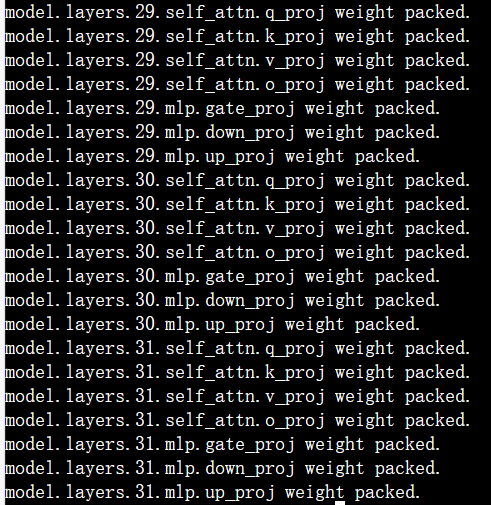 model.layers.29.self_attn.q_proj weight packed.
model.layers.29.self_attn.k_proj weight packed.
model.layers.29.self_attn.v_proj weight packed.
model.layers.29.self_attn.o_proj weight packed.
model.layers.29.mlp.gate_proj weight packed.
model.layers.29.mlp.down_proj weight packed.
model.layers.29.mlp.up_proj weight packed.
model.layers.30.self_attn.q_proj weight packed.
model.layers.30.self_attn.k_proj weight packed.
model.layers.30.self_attn.v_proj weight packed.
model.layers.30.self_attn.o_proj weight packed.
model.layers.30.mlp.gate_proj weight packed.
model.layers.30.mlp.down_proj weight packed.
model.layers.30.mlp.up_proj weight packed.
model.layers.31.self_attn.q_proj weight packed.
model.layers.31.self_attn.k_proj weight packed.
model.layers.31.self_attn.v_proj weight packed.
model.layers.31.self_attn.o_proj weight packed.
model.layers.31.mlp.gate_proj weight packed.
model.layers.31.mlp.down_proj weight packed.
model.layers.31.mlp.up_proj weight packed.